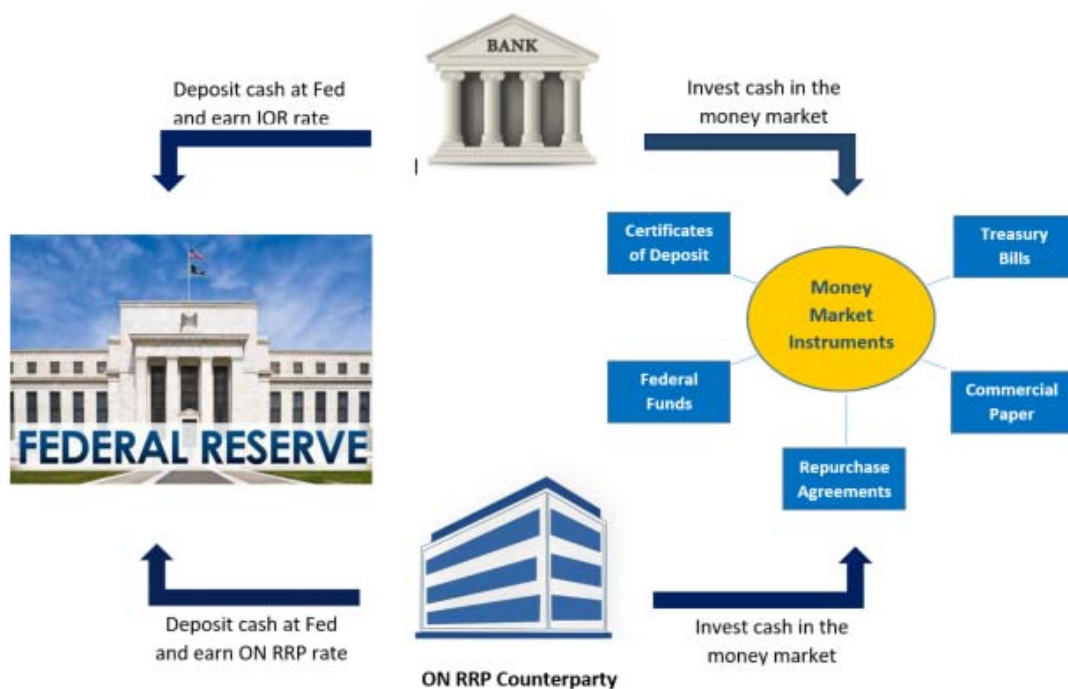 BANK
Deposit cash at Fed
and earn IOR rate
Invest cash in the
money market
Certificates
of Deposit
Treasury
Bills
Money
Market
Instruments
Federal
Funds
Commercial
Paper
Repurchase
Agreements
FEDERAL RESERVE
Deposit cash at Fed
and earn ON RRP rate
Invest cash in the
money market
ON RRP Counterparty